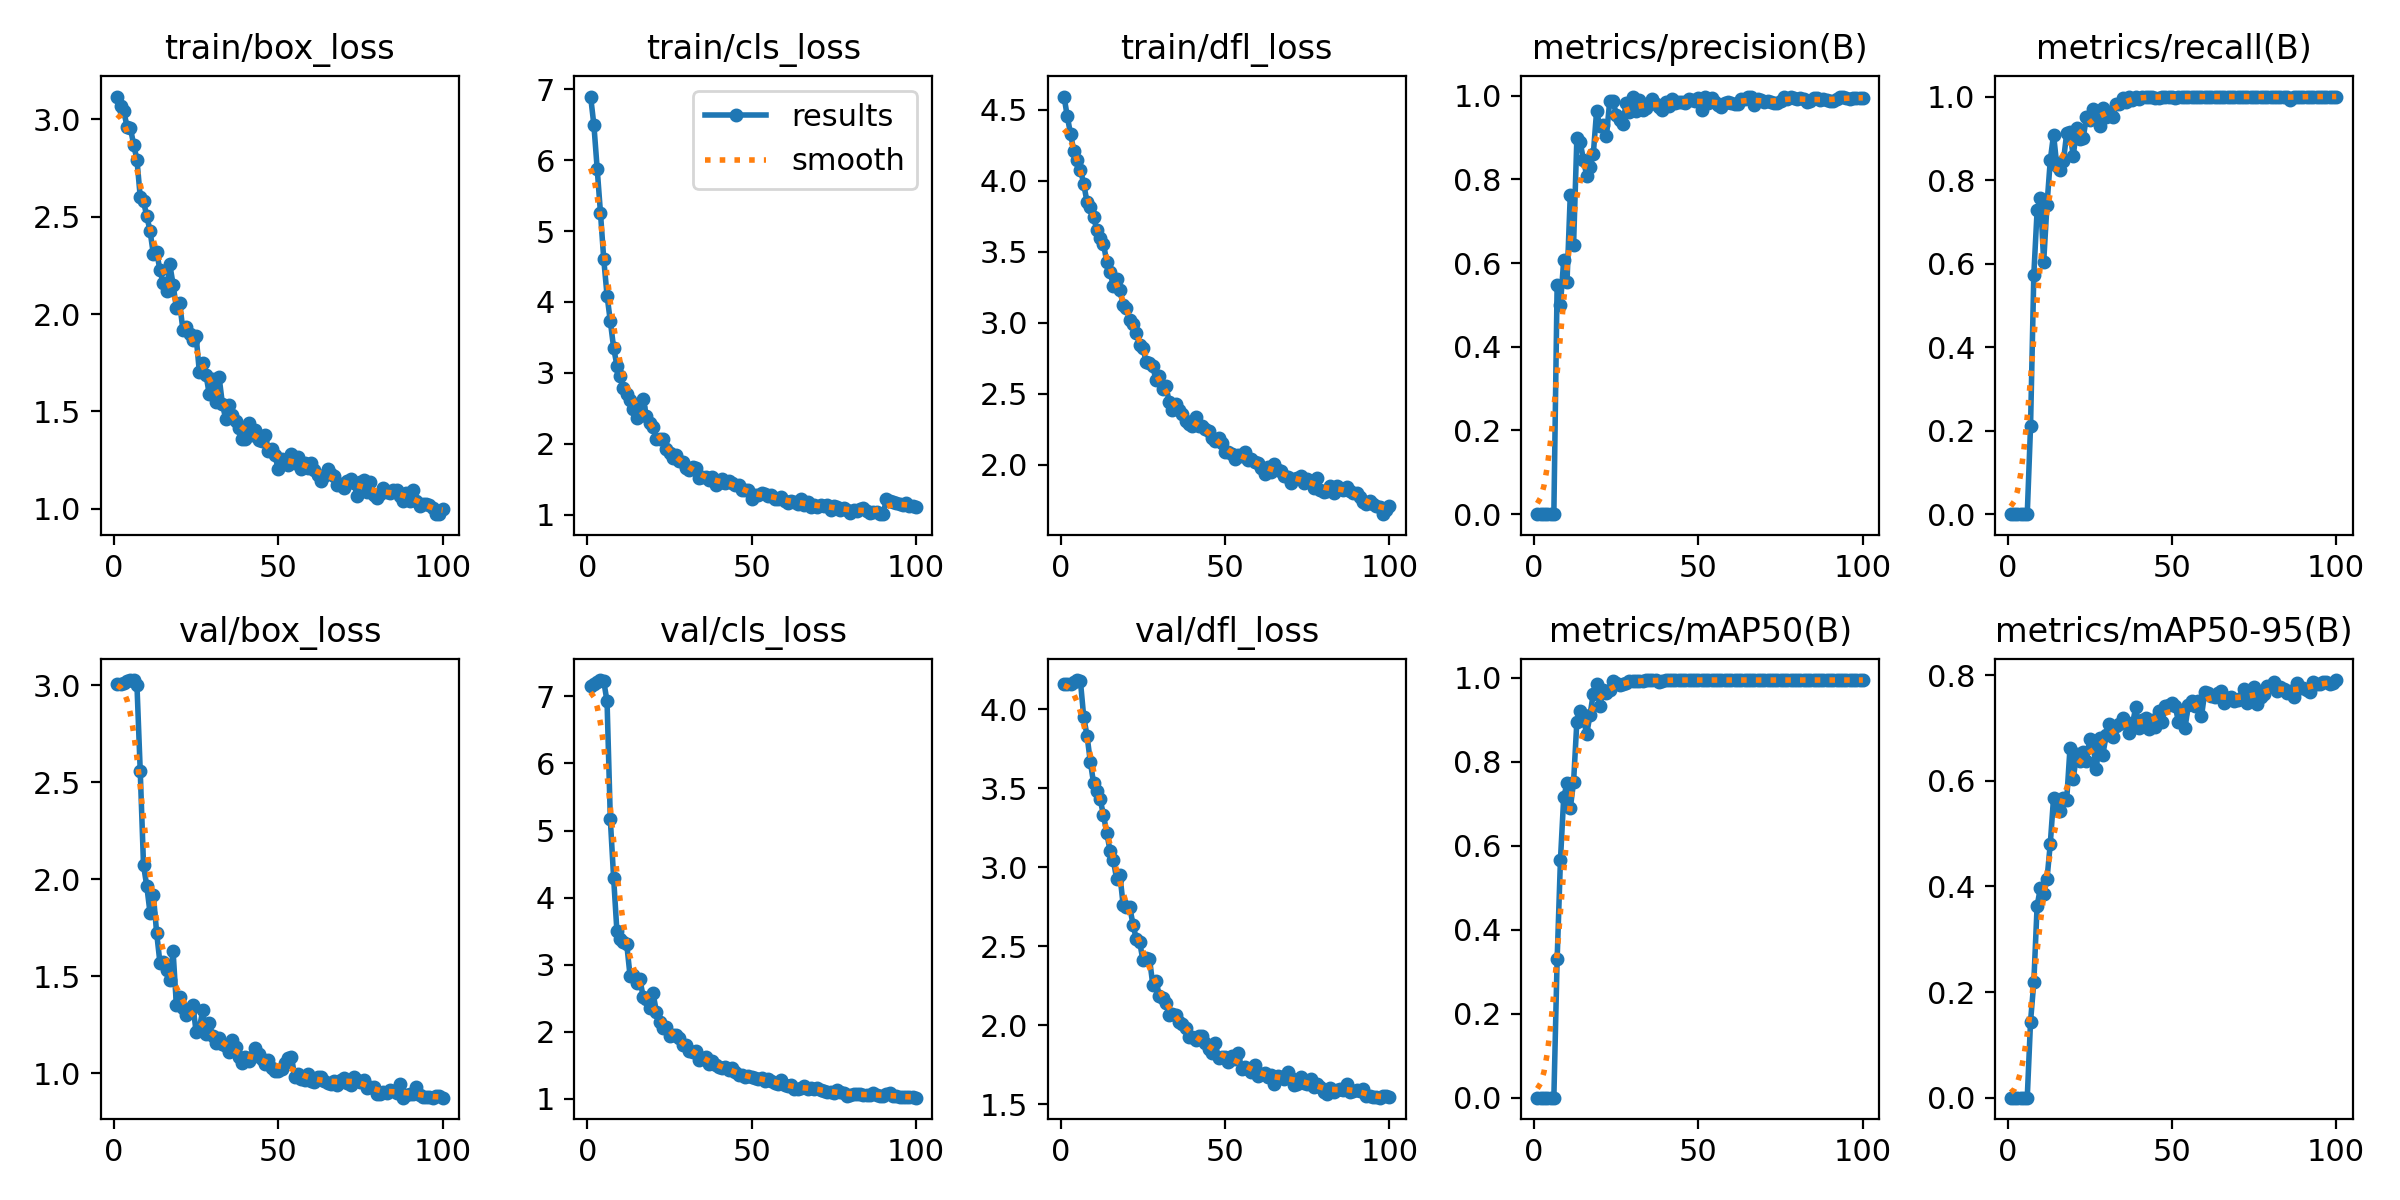 train/box_loss
train/cls_loss
train/dfl_loss
metrics/precision(B)
metrics/recall(B)
3.0
2.5
2.0
1.5
1.0
0 50 100
7
6
5
4
3
2
1
0 50 100
results
smooth
4.5
4.0
3.5
3.0
2.5
2.0
0 50 100
1.0
0.8
0.6
0.4
0.2
0.0
0 50 100
1.0
0.8
0.6
0.4
0.2
0.0
0 50 100
val/box_loss
val/cls_loss
val/dfl_loss
metrics/mAP50(B)
metrics/mAP50-95(B)
3.0
2.5
2.0
1.5
1.0
0 50 100
7
6
5
4
3
2
1
0 50 100
4.0
3.5
3.0
2.5
2.0
1.5
0 50 100
1.0
0.8
0.6
0.4
0.2
0.0
0 50 100
0.8
0.6
0.4
0.2
0.0
0 50 100